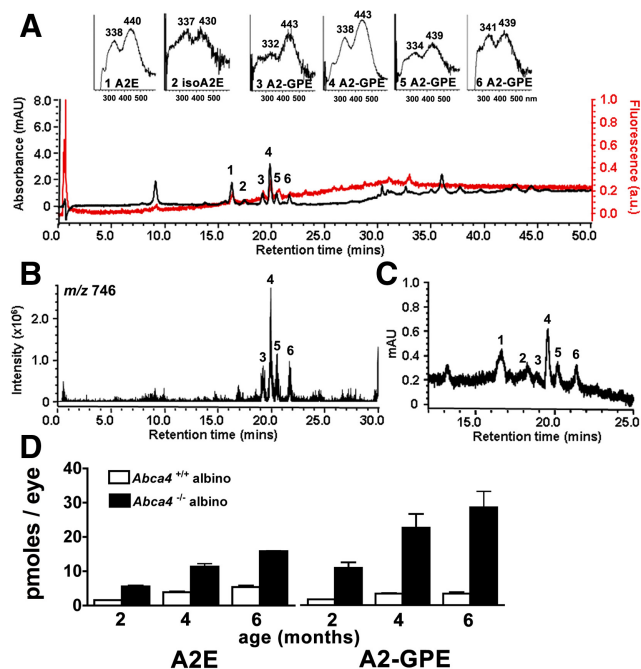 A
338 440
1 A2E
300 400 500
337 430
2 isoA2E
300 400 500
332 443
3 A2-GPE
300 400 500
338 443
4 A2-GPE
300 400 500
334 439
5 A2-GPE
300 400 500
341 439
6 A2-GPE
300 400 500 nm
Absorbance (mAU)
8.0
6.0
4.0
2.0
0.0
1 2 3 4 5 6
1.0
0.8
0.6
0.4
0.2
0.0
Fluorescence (a.u.)
0.0 5.0 10.0 15.0 20.0 25.0 30.0 35.0 40.0 45.0 50.0
Retention time (mins)
B
m/z 746
Intensity (x10⁶)
2.0
1.0
0.0
3 4 5 6
0.0 5.0 10.0 15.0 20.0 25.0 30.0
Retention time (mins)
C
mAU
1.0
0.8
0.6
0.4
0.2
0.0
1 2 3 4 5 6
15.0 20.0 25.0
Retention time (mins)
D
pmoles / eye
40
30
20
10
0
Abca4 +/+ albino
Abca4 -/- albino
2 4 6 2 4 6
age (months)
A2E A2-GPE